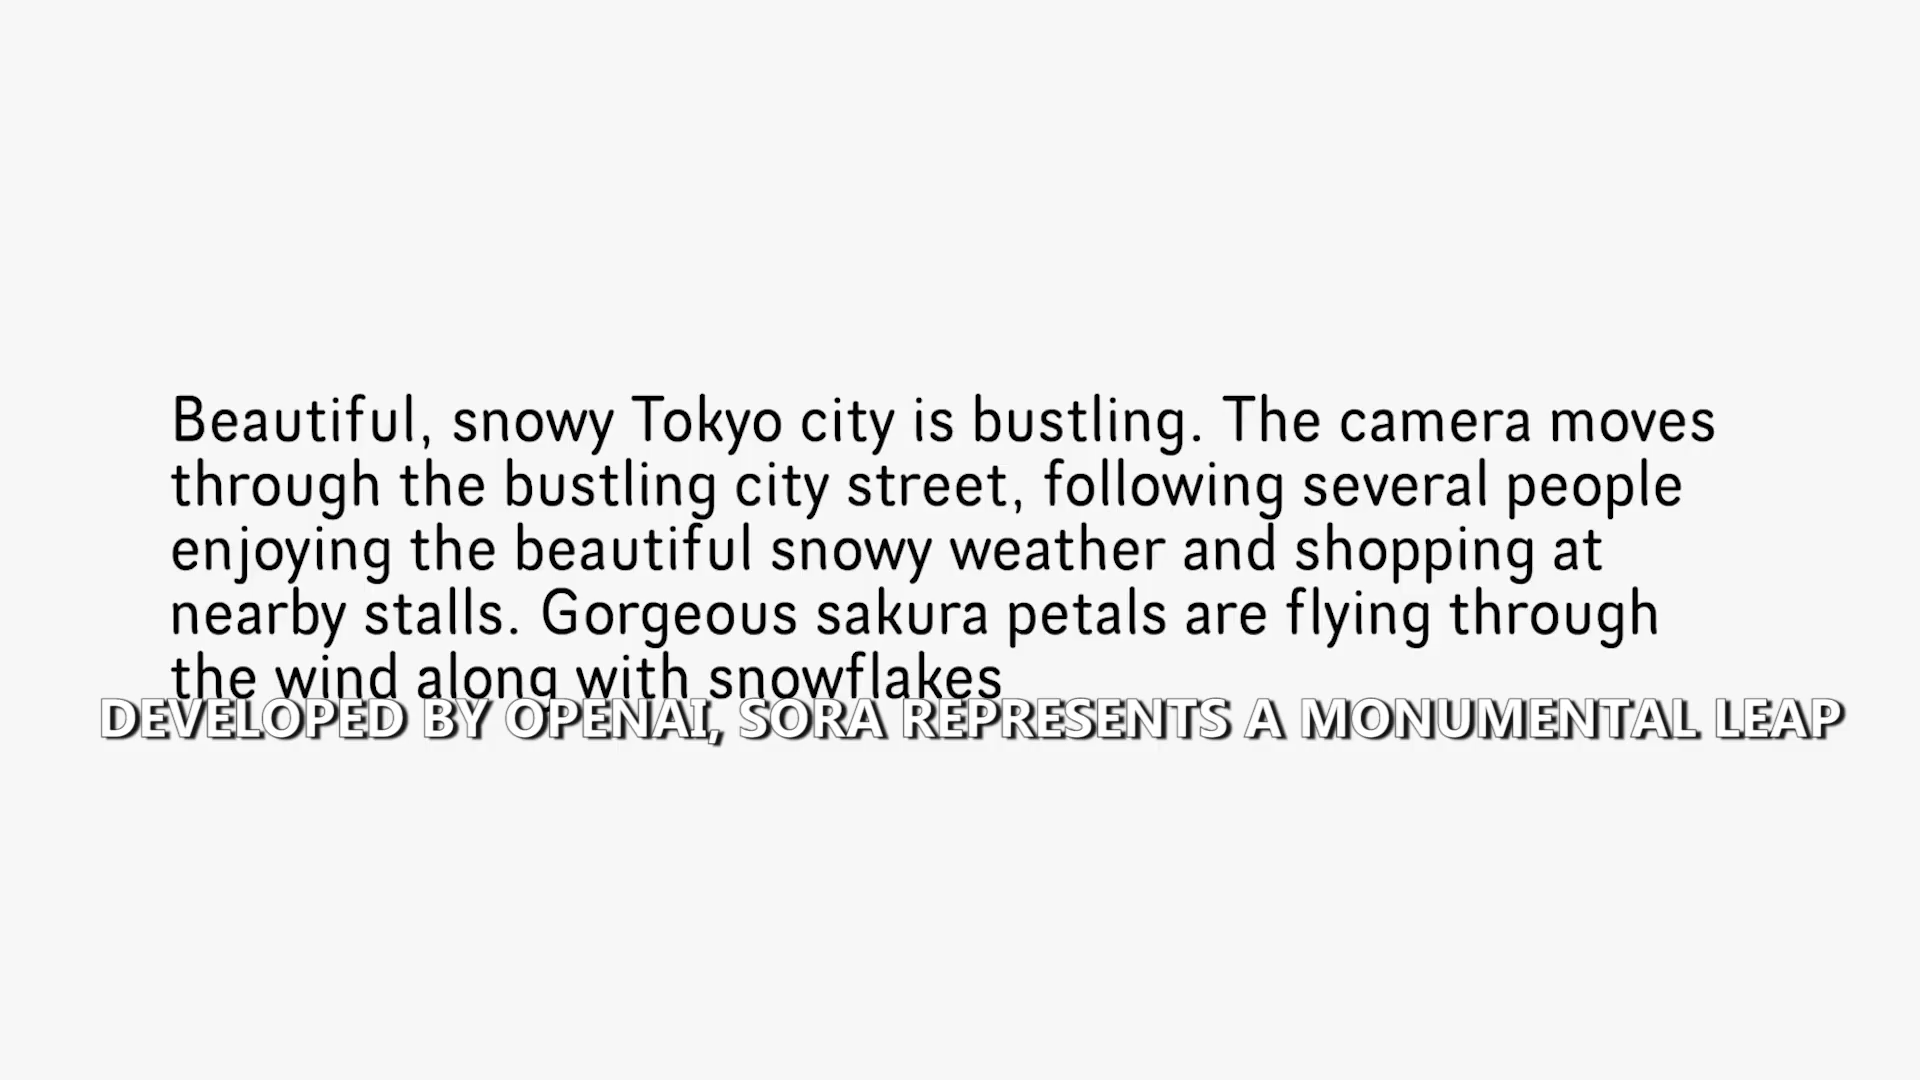 Beautiful, snowy Tokyo city is bustling. The camera moves
through the bustling city street, following several people
enjoying the beautiful snowy weather and shopping at
nearby stalls. Gorgeous sakura petals are flying through
the wind along with snowflakes
DEVELOPED BY OPENAI, SORA REPRESENTS A MONUMENTAL LEAP